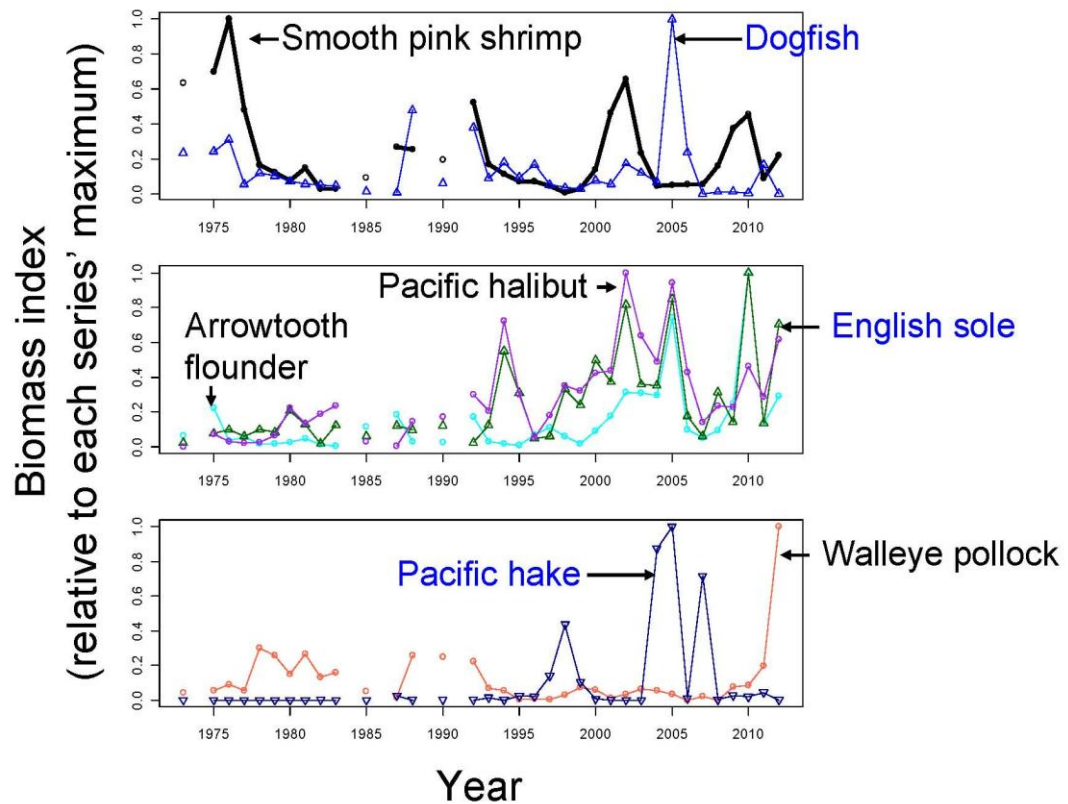 Biomass index
(relative to each series' maximum)
0.0 0.2 0.4 0.6 0.8 1.0
Smooth pink shrimp
Dogfish
1975 1980 1985 1990 1995 2000 2005 2010
0.0 0.2 0.4 0.6 0.8 1.0
Pacific halibut
Arrowtooth
flounder
English sole
1975 1980 1985 1990 1995 2000 2005 2010
0.0 0.2 0.4 0.6 0.8 1.0
Pacific hake
Walleye pollock
1975 1980 1985 1990 1995 2000 2005 2010
Year